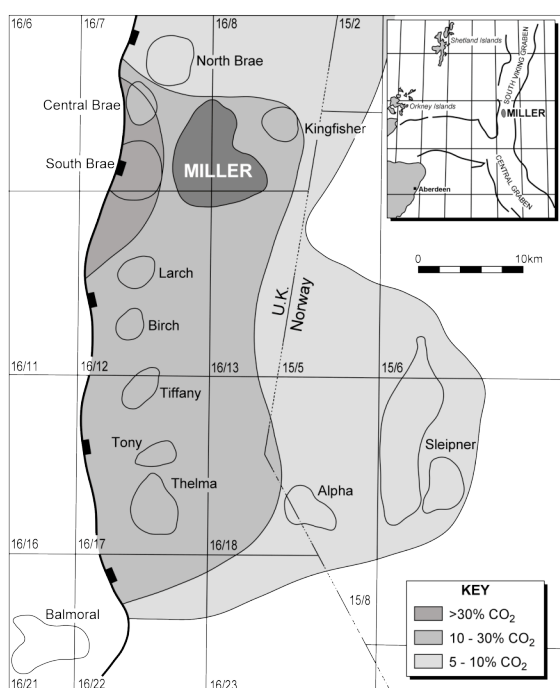 16/6
16/7
16/8
15/2
North Brae
Central Brae
Kingfisher
South Brae
MILLER
Larch
Birch
U.K.
Norway
16/11
16/12
16/13
15/5
15/6
Tiffany
Tony
Thelma
Sleipner
Alpha
16/16
16/17
16/18
15/8
Balmoral
16/21
16/22
16/23
Shetland Islands
Orkney Islands
SOUTH VIKING GRABEN
MILLER
CENTRAL GRABEN
Aberdeen
0 10km
KEY
>30% CO₂
10 - 30% CO₂
5 - 10% CO₂